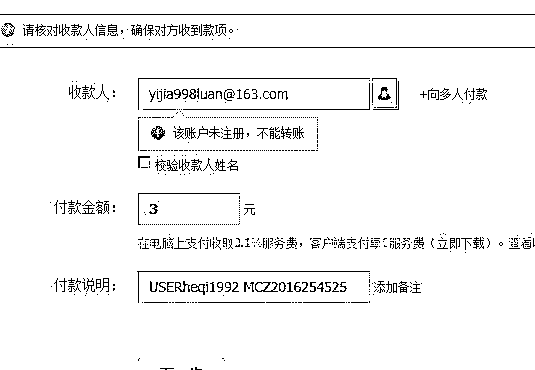 请核对收款人信息，确保对方收到款项。
收款人： yijia998luan@163.com +向多人付款
该账户未注册，不能转账
校验收款人姓名
付款金额： 3 元
在电脑上支付收取0.1%服务费，客户端支付享0服务费（立即下载）。查看
付款说明： USERheqi1992 MCZ2016254525 添加备注